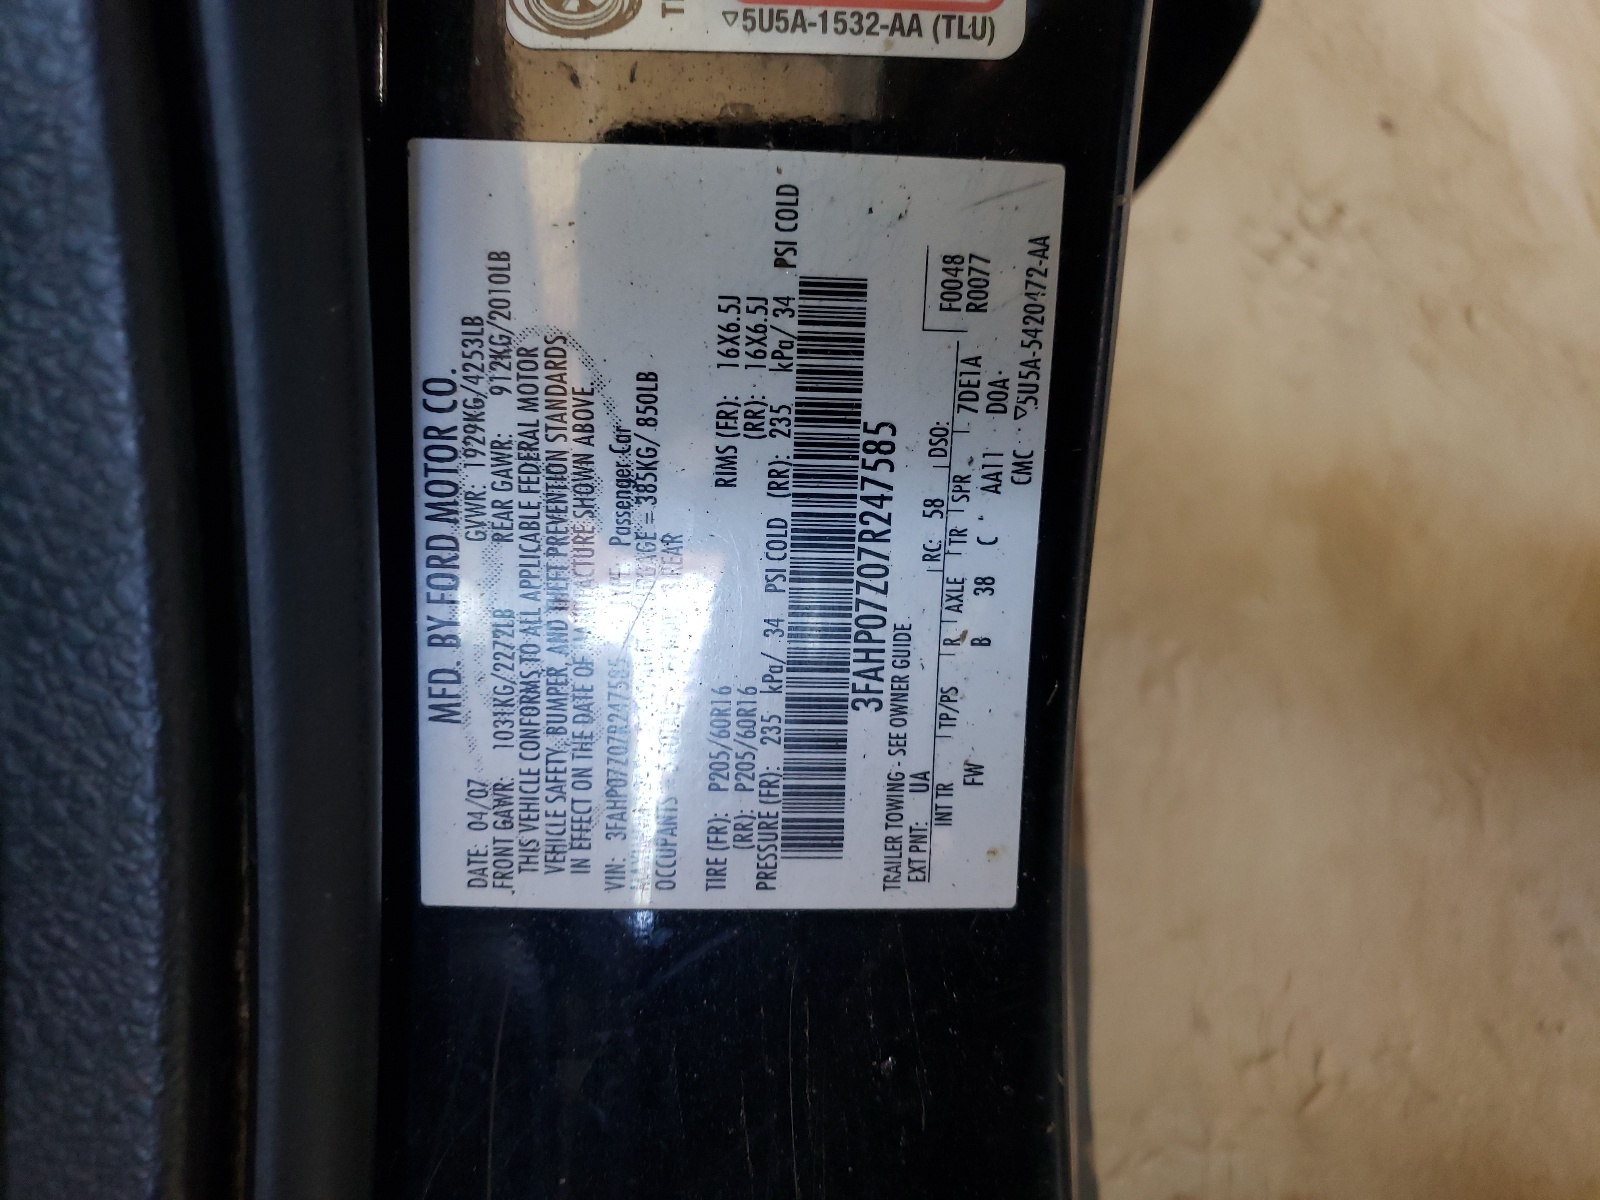 5U5A-1532-AA (TLU)
MFD. BY FORD MOTOR CO.
DATE: 04/07 GVWR: 1929KG/4253LB
FRONT GAWR: 1031KG/2272LB REAR GAWR: 912KG/2010LB
THIS VEHICLE CONFORMS TO ALL APPLICABLE FEDERAL MOTOR
VEHICLE SAFETY, BUMPER, AND THEFT PREVENTION STANDARDS
IN EFFECT ON THE DATE OF MANUFACTURE SHOWN ABOVE.
VIN: 3FAHP07Z07R247585 TYPE: Passenger Car
= 385KG/ 850LB
OCCUPANTS 3 REAR
TIRE (FR): P205/60R16 RIMS (FR): 16X6.5J
(RR): P205/60R16 (RR): 16X6.5J
PRESSURE (FR): 235 kPa/ 34 PSI COLD (RR): 235 kPa/ 34 PSI COLD
3FAHP07Z07R247585
TRAILER TOWING - SEE OWNER GUIDE
EXT PNT: UA RC: 58 DSO: F0048
INT TR TP/PS R AXLE TR SPR 7DE1A R0077
FW B 38 C AA11 DOA
CMC 5U5A-5420472-AA